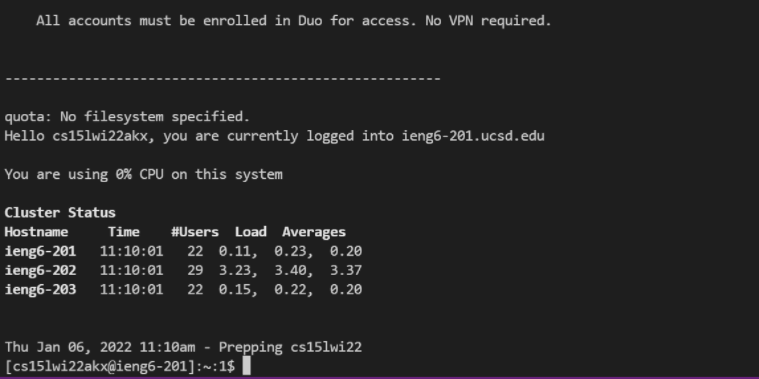 All accounts must be enrolled in Duo for access. No VPN required.
-------------------------------------------------------
quota: No filesystem specified.
Hello cs15lwi22akx, you are currently logged into ieng6-201.ucsd.edu
You are using 0% CPU on this system
Cluster Status
Hostname     Time    #Users  Load  Averages
ieng6-201   11:10:01   22  0.11,  0.23,  0.20
ieng6-202   11:10:01   29  3.23,  3.40,  3.37
ieng6-203   11:10:01   22  0.15,  0.22,  0.20
Thu Jan 06, 2022 11:10am - Prepping cs15lwi22
[cs15lwi22akx@ieng6-201]:~:1$